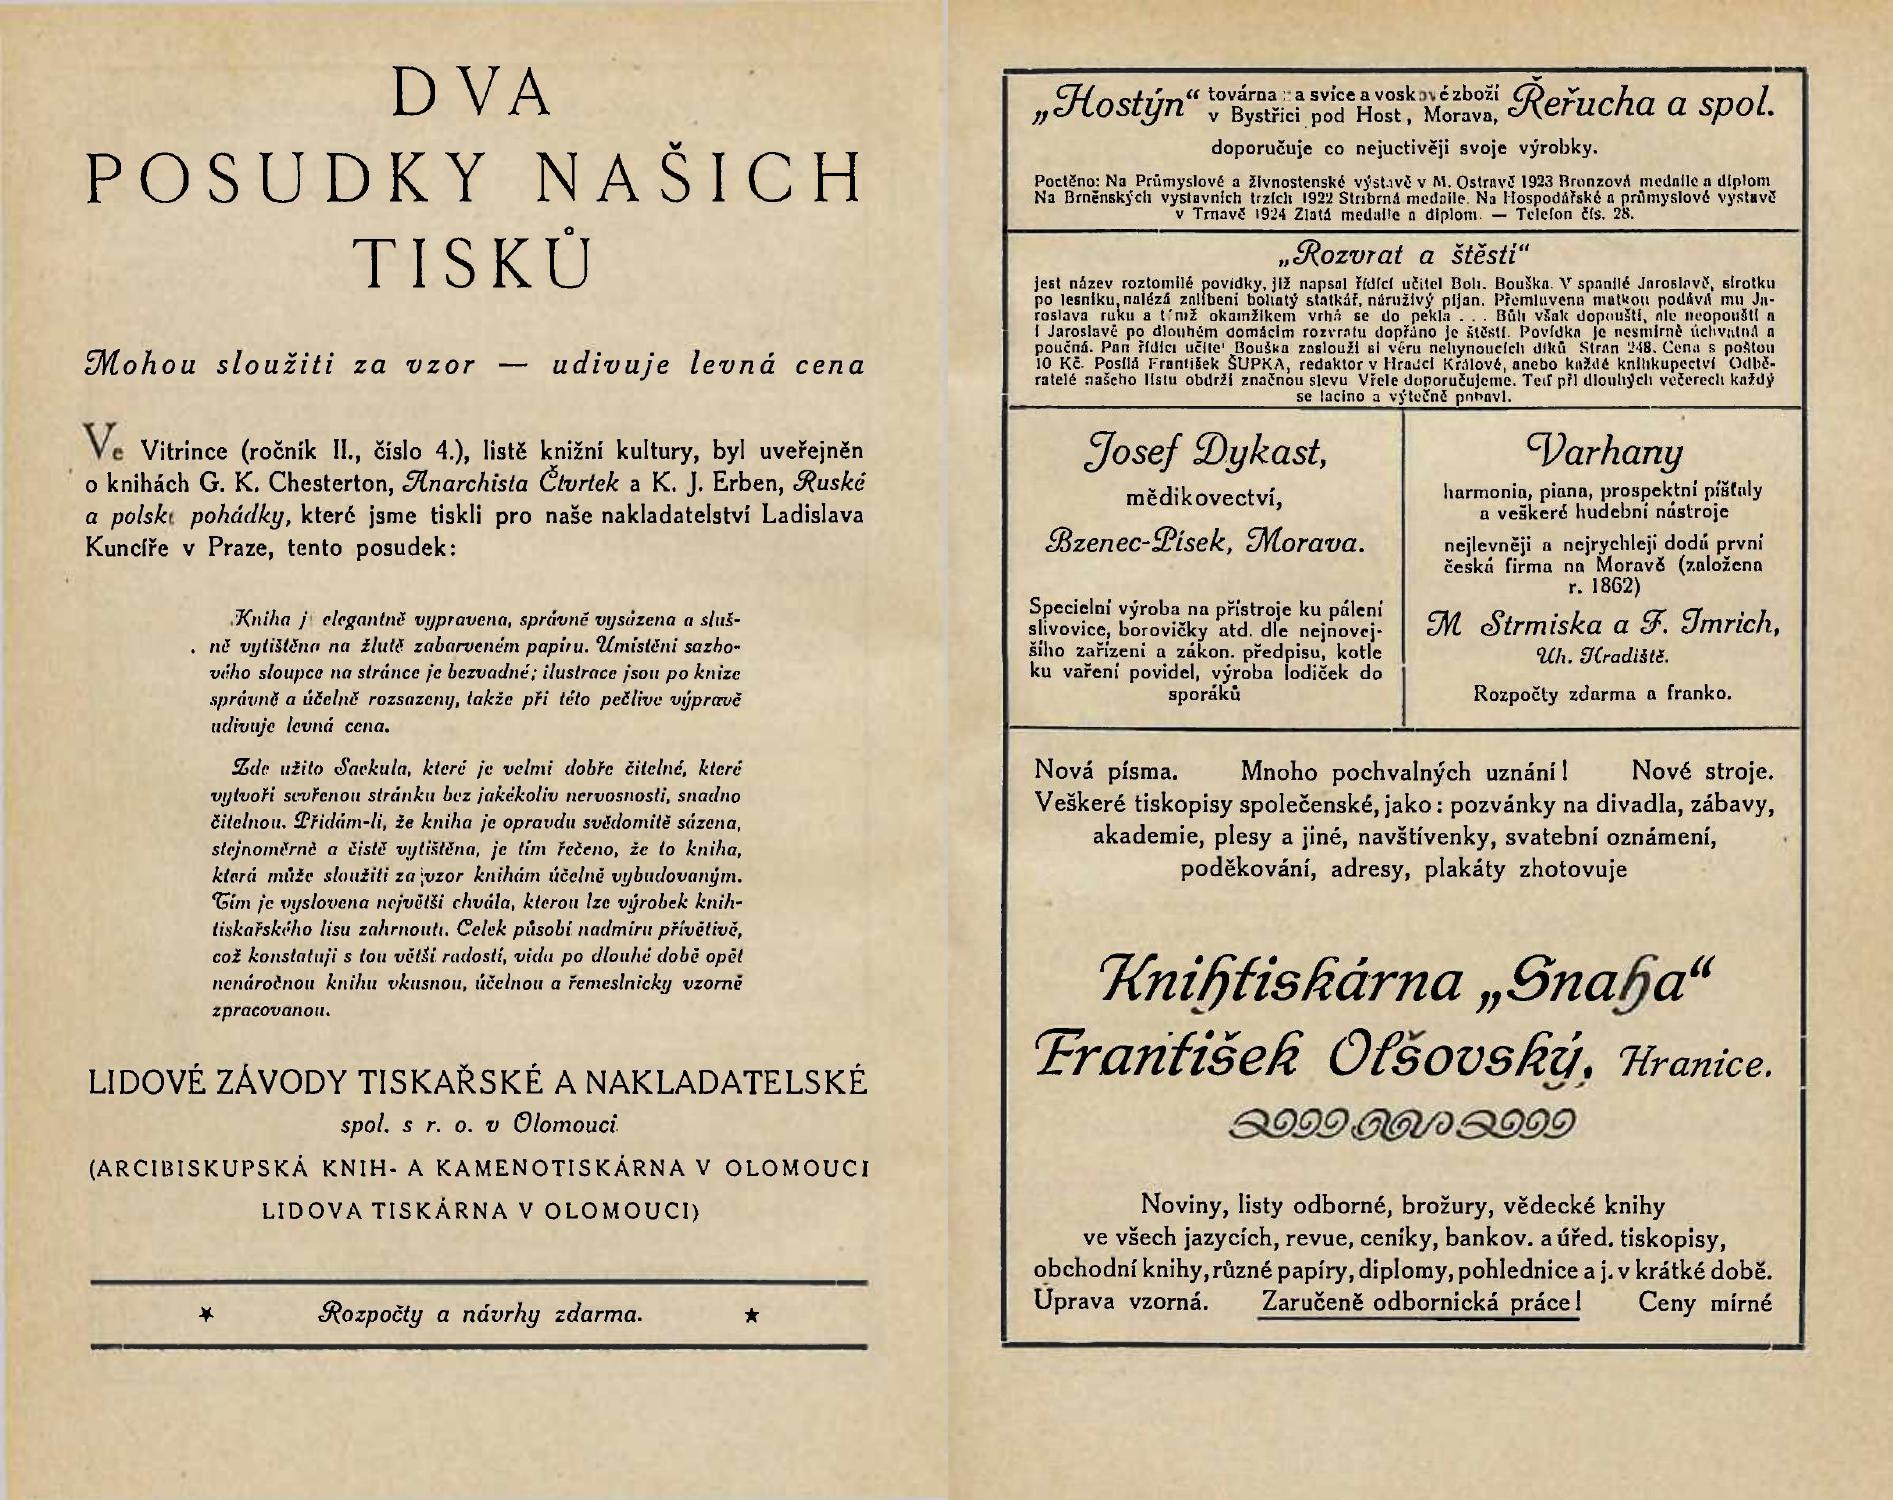 DVA
POSUDKY NAŠICH
TISKŮ
Mohou sloužiti za vzor — udivuje levná cena
Ve Vitrince (ročník II., číslo 4.), listě knižní kultury, byl uveřejněn
o knihách G. K. Chesterton, Anarchista Čtvrtek a K. J. Erben, Ruské
a polské pohádky, které jsme tiskli pro naše nakladatelství Ladislava
Kuncíře v Praze, tento posudek:
Kniha j elegantně vypravena, správně vysázena a sluš-
ně vytištěna na žlutě zabarveném papíru. Umístění sazbo-
vého sloupce na stránce je bezvadné; ilustrace jsou po knize
správně a účelně rozsazeny, takže při této pečlivé výpravě
udivuje levná cena.
Zde užito Saekula, které je velmi dobře čitelné, které
vytvoří sevřenou stránku bez jakékoliv nervosnosti, snadno
čitelnou. Přidám-li, že kniha je opravdu svědomitě sázena,
stejnoměrně a čistě vytištěna, je tím řečeno, že to kniha,
která může sloužiti za vzor knihám účelně vybudovaným.
Tím je vyslovena největší chvála, kterou lze výrobek knih-
tiskařského lisu zahrnouti. Celek působí nadmíru přívětivě,
což konstatuji s tou větší radostí, vida po dlouhé době opět
nenáročnou knihu vkusnou, účelnou a řemeslnicky vzorně
zpracovanou.
LIDOVÉ ZÁVODY TISKAŘSKÉ A NAKLADATELSKÉ
spol. s r. o. v Olomouci
(ARCIBISKUPSKÁ KNIH- A KAMENOTISKÁRNA V OLOMOUCI
LIDOVA TISKÁRNA V OLOMOUCI)
★ Rozpočty a návrhy zdarma. ★
„Hostýn“ továrna na svíce a voskové zboží Řeřucha a spol.
v Bystřici pod Host, Morava,
doporučuje co nejuctivěji svoje výrobky.
Poctěno: Na Průmyslové a živnostenské výstavě v M. Ostravě 1923 Bronzová medaile a diplom
Na Brněnských vystavních trzích 1922 Stribrná medaile. Na Hospodářské a průmyslové vystavě
v Trnavě 1924 Zlatá medaile a diplom. — Telefon čís. 28.
„Rozvrat a štěstí“
jest název roztomilé povídky, již napsal řídící učitel Boh. Bouška. V spanilé Jaroslavě, sirotku
po lesníku, nalézá zalíbení bohatý statkář, náruživý pijan. Přemluvena matkou podává mu Ja-
roslava ruku a tímž okamžikem vrhá se do pekla . . . Bůh však dopouští, ale neopouští a
i Jaroslavě po dlouhém domácím rozvratu dopřáno je štěstí. Povídka je nesmírně úchvatná a
poučná. Pan řídící učitel Bouška zaslouží si věru nehynoucích díků Stran 248. Cena s poštou
10 Kč. Posílá František ŠUPKA, redaktor v Hradci Králové, anebo každé knihkupectví Odbě-
ratelé našeho listu obdrží značnou slevu Vřele doporučujeme. Teď při dlouhých večerech každý
se lacino a výtečně pobaví.
Josef Dykast,
mědikovectví,
Bzenec-Písek, Morava.
Specielní výroba na přístroje ku pálení
slivovice, borovičky atd. dle nejnovej-
šího zařízení a zákon. předpisu, kotle
ku vaření povidel, výroba lodiček do
sporáků
Varhany
harmonia, piana, prospektní píšťaly
a veškeré hudební nástroje
nejlevněji a nejrychleji dodá první
česká firma na Moravě (založena
r. 1862)
M Strmiska a F. Imrich,
Uh. Hradiště.
Rozpočty zdarma a franko.
Nová písma. Mnoho pochvalných uznání! Nové stroje.
Veškeré tiskopisy společenské, jako: pozvánky na divadla, zábavy,
akademie, plesy a jiné, navštívenky, svatební oznámení,
poděkování, adresy, plakáty zhotovuje
Knihtiskárna „Snaha“
František Olšovský, Hranice.
Noviny, listy odborné, brožury, vědecké knihy
ve všech jazycích, revue, ceníky, bankov. a úřed. tiskopisy,
obchodní knihy, různé papíry, diplomy, pohlednice a j. v krátké době.
Úprava vzorná. Zaručeně odbornická práce! Ceny mírné